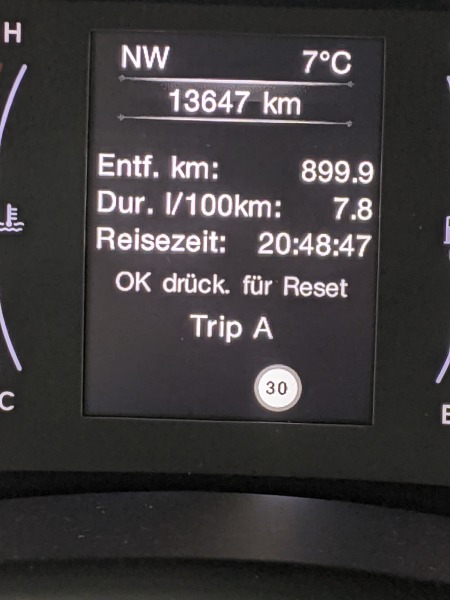 H
NW 7°C
13647 km
Entf. km: 899.9
Dur. l/100km: 7.8
Reisezeit: 20:48:47
OK drück. für Reset
Trip A
30
C